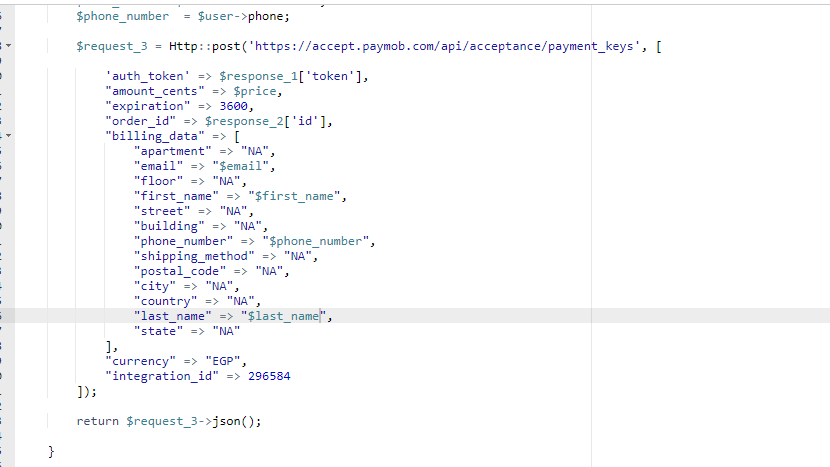 $phone_number  = $user->phone;
$request_3 = Http::post('https://accept.paymob.com/api/acceptance/payment_keys', [
'auth_token' => $response_1['token'],
"amount_cents" => $price,
"expiration" => 3600,
"order_id" => $response_2['id'],
"billing_data" => [
"apartment" => "NA",
"email" => "$email",
"floor" => "NA",
"first_name" => "$first_name",
"street" => "NA",
"building" => "NA",
"phone_number" => "$phone_number",
"shipping_method" => "NA",
"postal_code" => "NA",
"city" => "NA",
"country" => "NA",
"last_name" => "$last_name",
"state" => "NA"
],
"currency" => "EGP",
"integration_id" => 296584
]);
return $request_3->json();
}